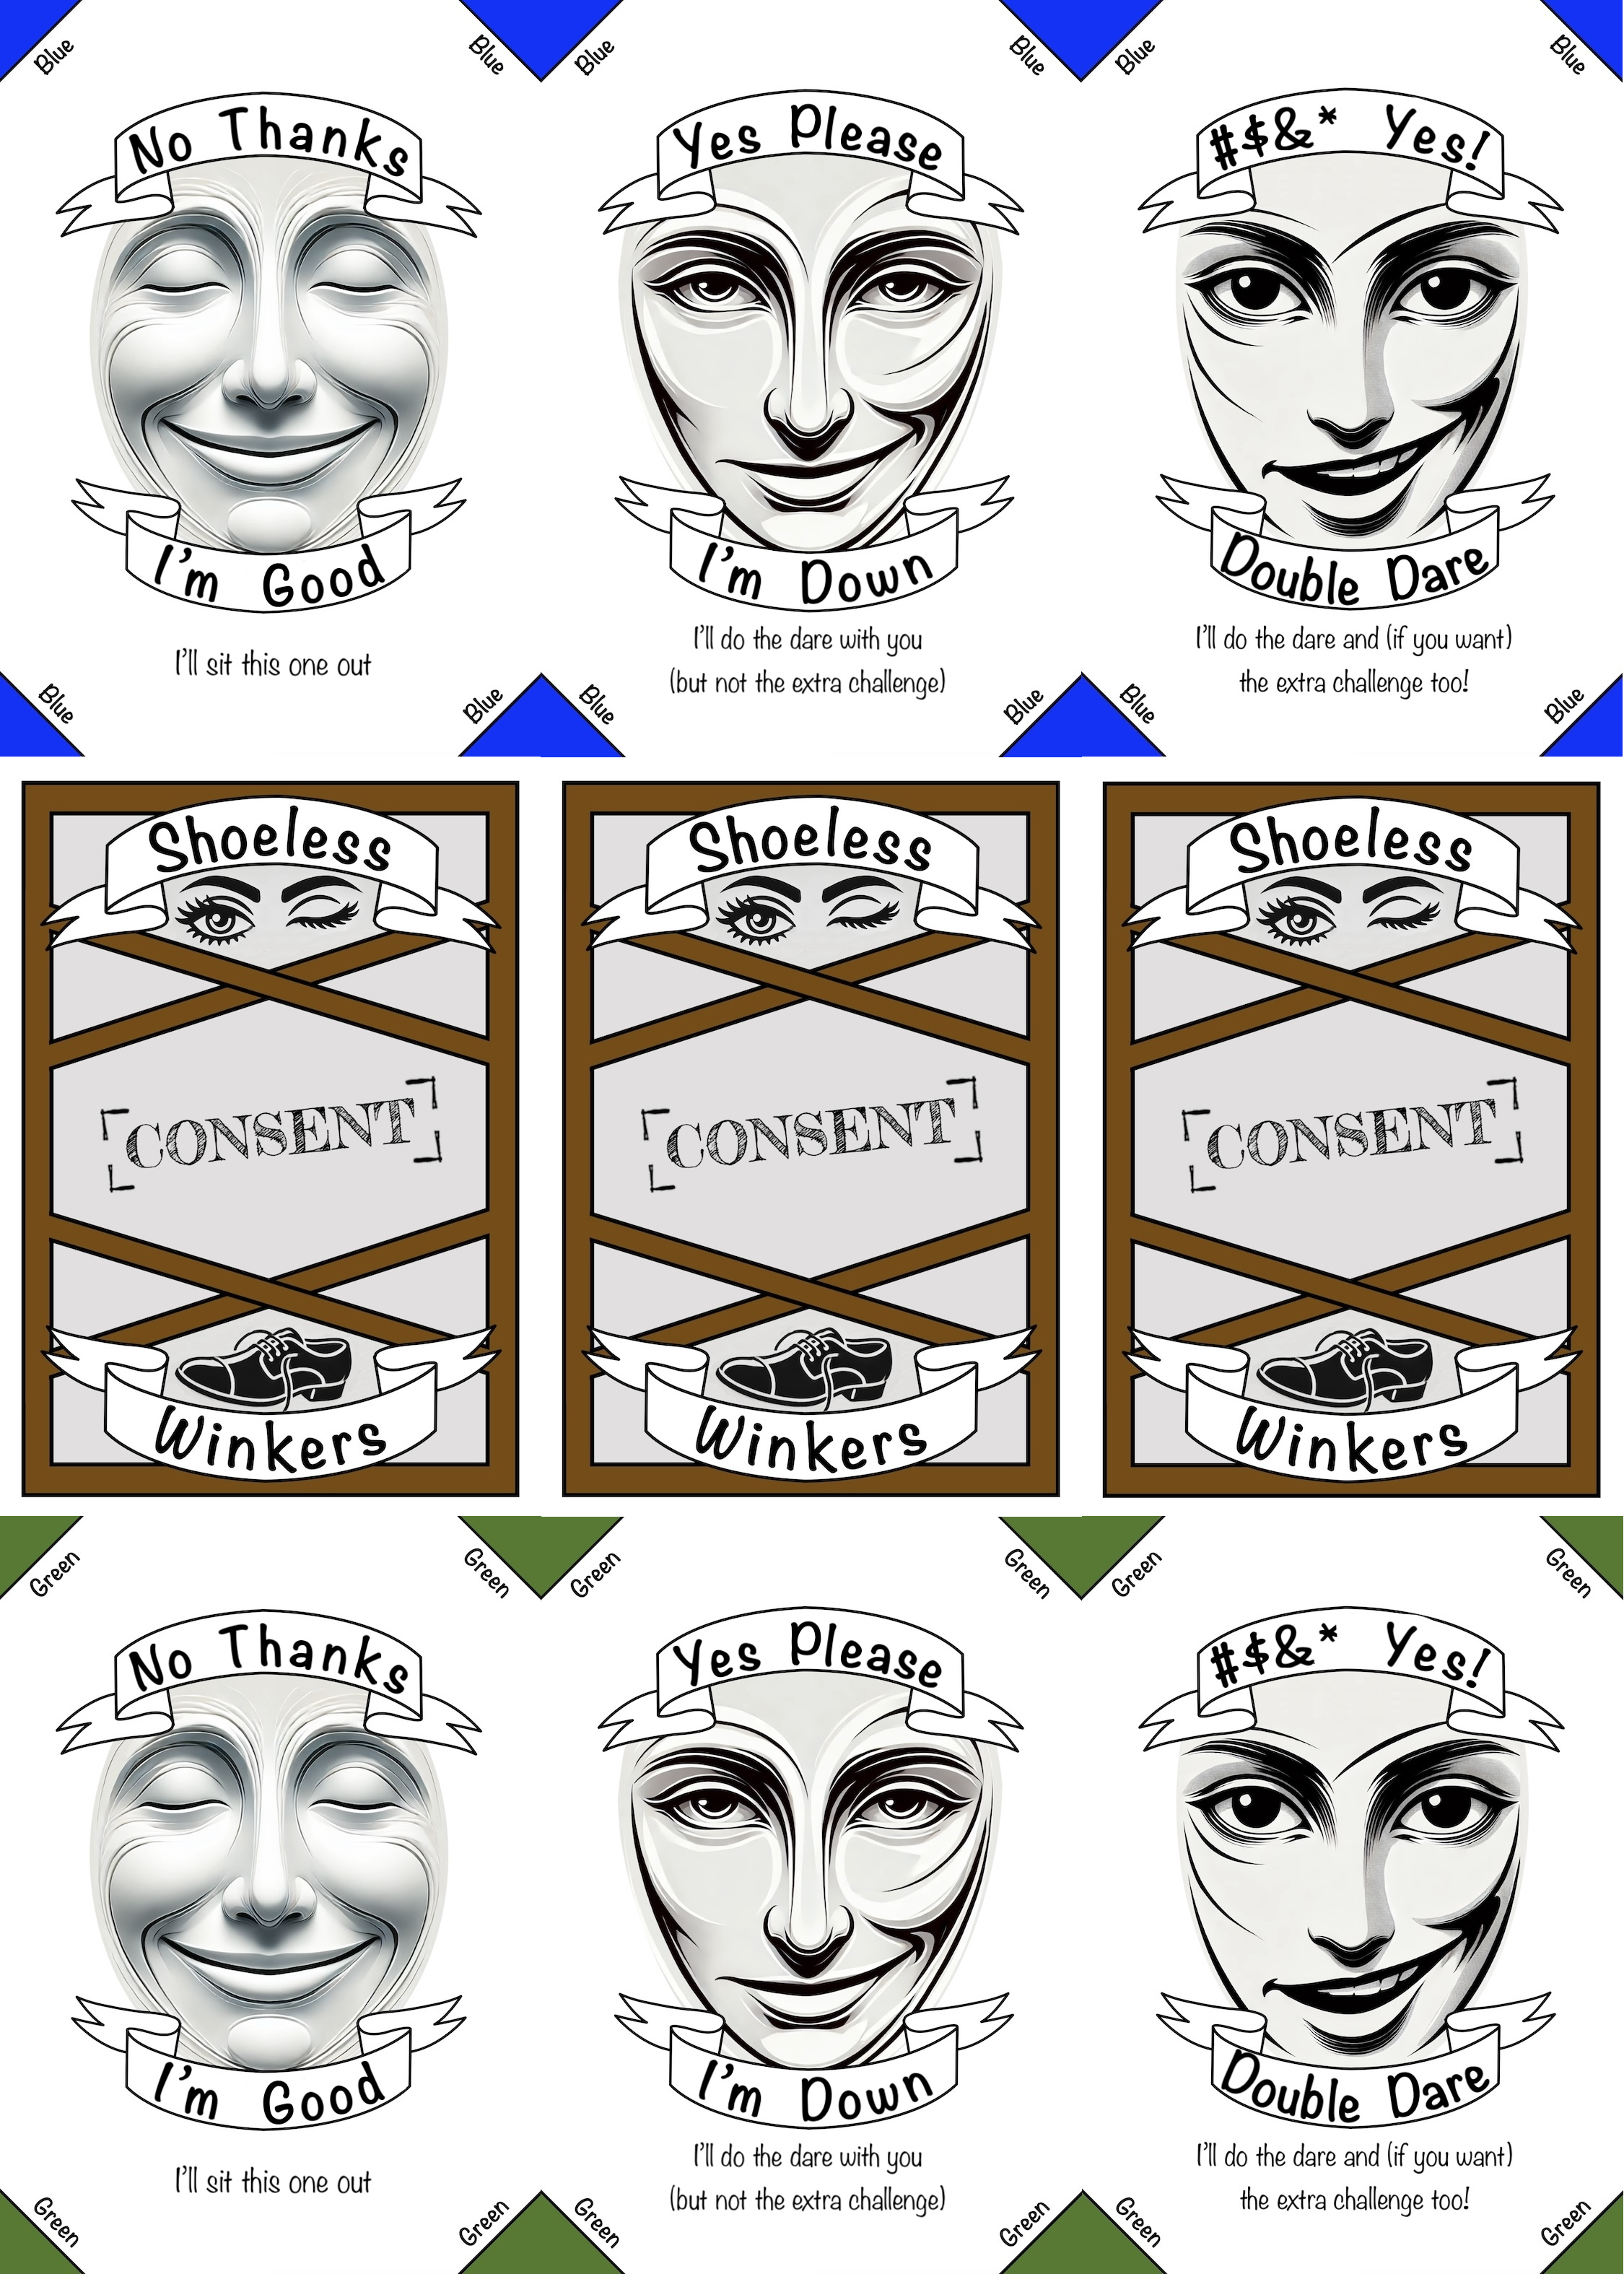 Blue Blue Blue Blue Blue Blue
No Thanks
I'm Good
I'll sit this one out
Yes Please
I'm Down
I'll do the dare with you
(but not the extra challenge)
#$&* Yes!
Double Dare
I'll do the dare and (if you want)
the extra challenge too!
Blue Blue Blue Blue Blue Blue
Shoeless
CONSENT
Winkers
Shoeless
CONSENT
Winkers
Shoeless
CONSENT
Winkers
Green Green Green Green Green Green
No Thanks
I'm Good
I'll sit this one out
Yes Please
I'm Down
I'll do the dare with you
(but not the extra challenge)
#$&* Yes!
Double Dare
I'll do the dare and (if you want)
the extra challenge too!
Green Green Green Green Green Green